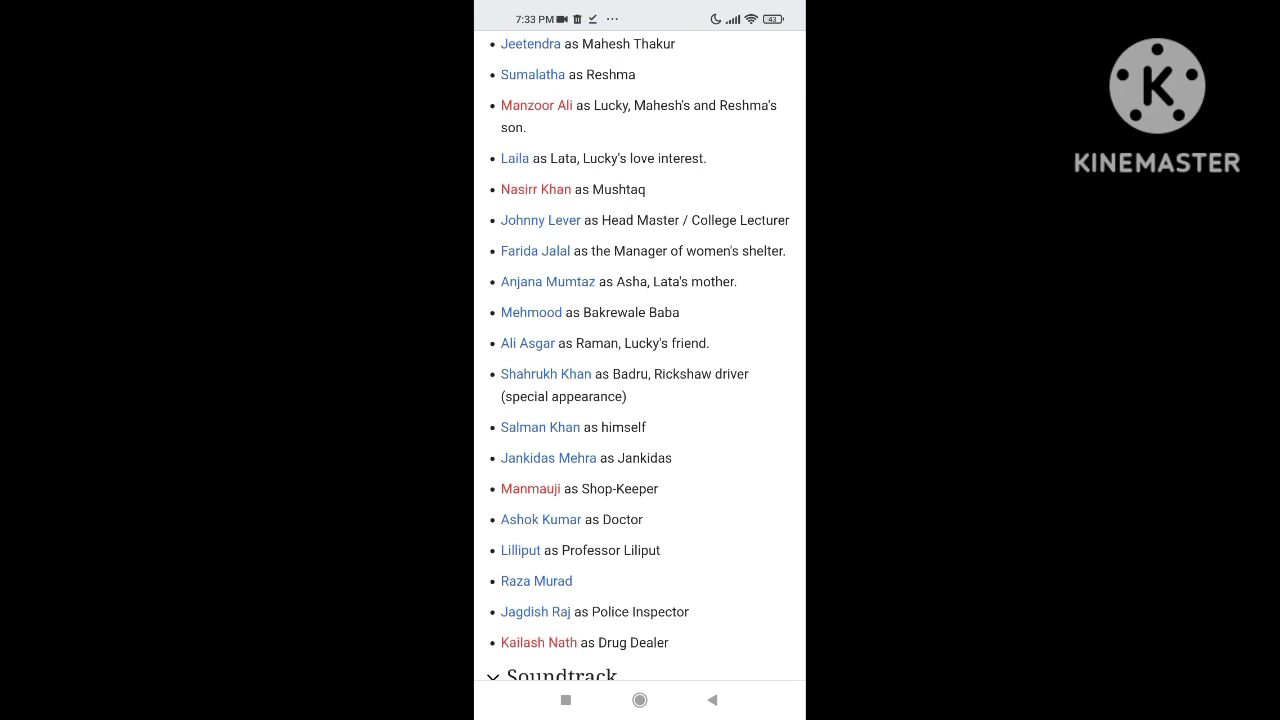 7:33 PM
43
Jeetendra as Mahesh Thakur
Sumalatha as Reshma
Manzoor Ali as Lucky, Mahesh's and Reshma's
son.
Laila as Lata, Lucky's love interest.
Nasirr Khan as Mushtaq
Johnny Lever as Head Master / College Lecturer
Farida Jalal as the Manager of women's shelter.
Anjana Mumtaz as Asha, Lata's mother.
Mehmood as Bakrewale Baba
Ali Asgar as Raman, Lucky's friend.
Shahrukh Khan as Badru, Rickshaw driver
(special appearance)
Salman Khan as himself
Jankidas Mehra as Jankidas
Manmauji as Shop-Keeper
Ashok Kumar as Doctor
Lilliput as Professor Liliput
Raza Murad
Jagdish Raj as Police Inspector
Kailash Nath as Drug Dealer
Soundtrack
K
KINEMASTER